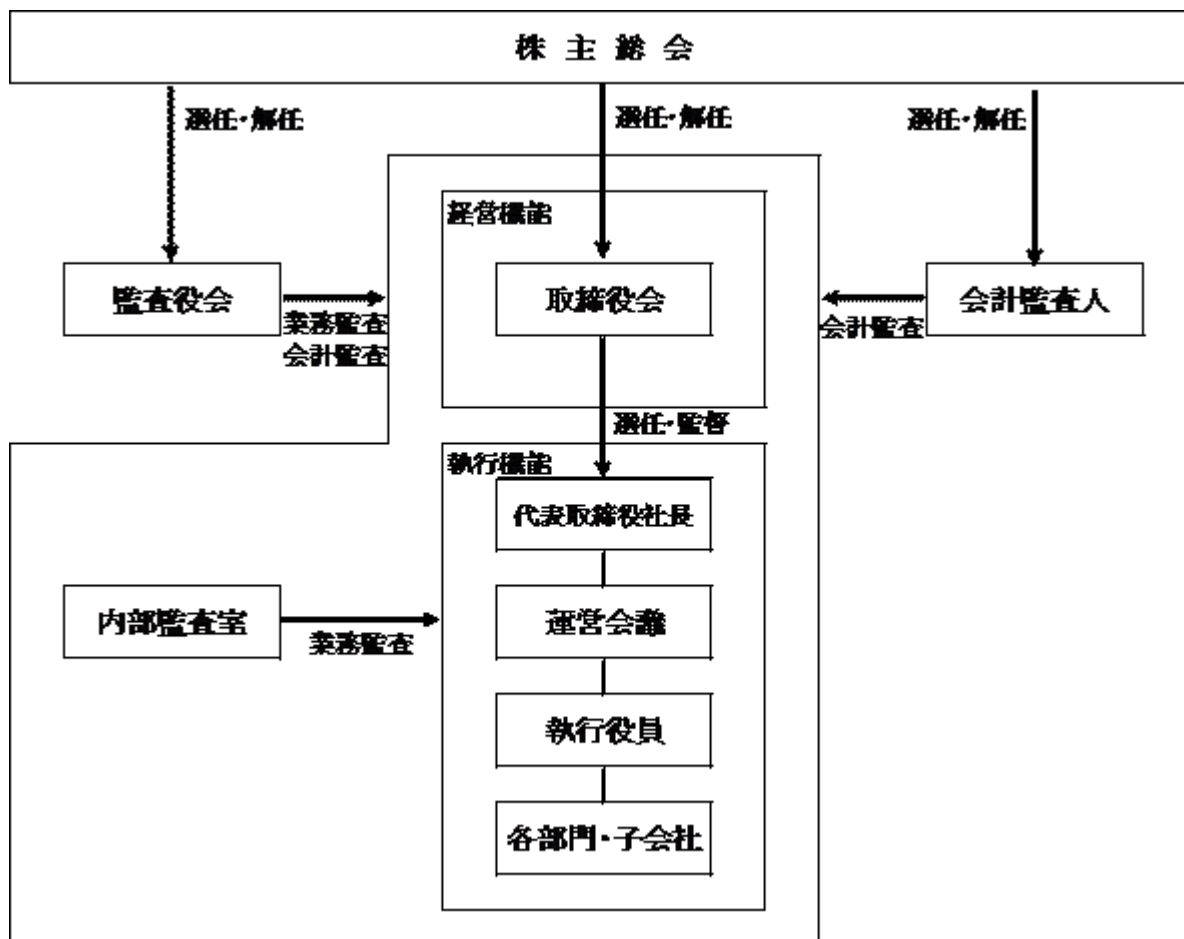 株主総会
選任・解任
選任・解任
選任・解任
経営機能
監査役会
取締役会
会計監査人
業務監査
会計監査
会計監査
選任・監督
執行機能
代表取締役社長
内部監査室
運営会議
業務監査
執行役員
各部門・子会社